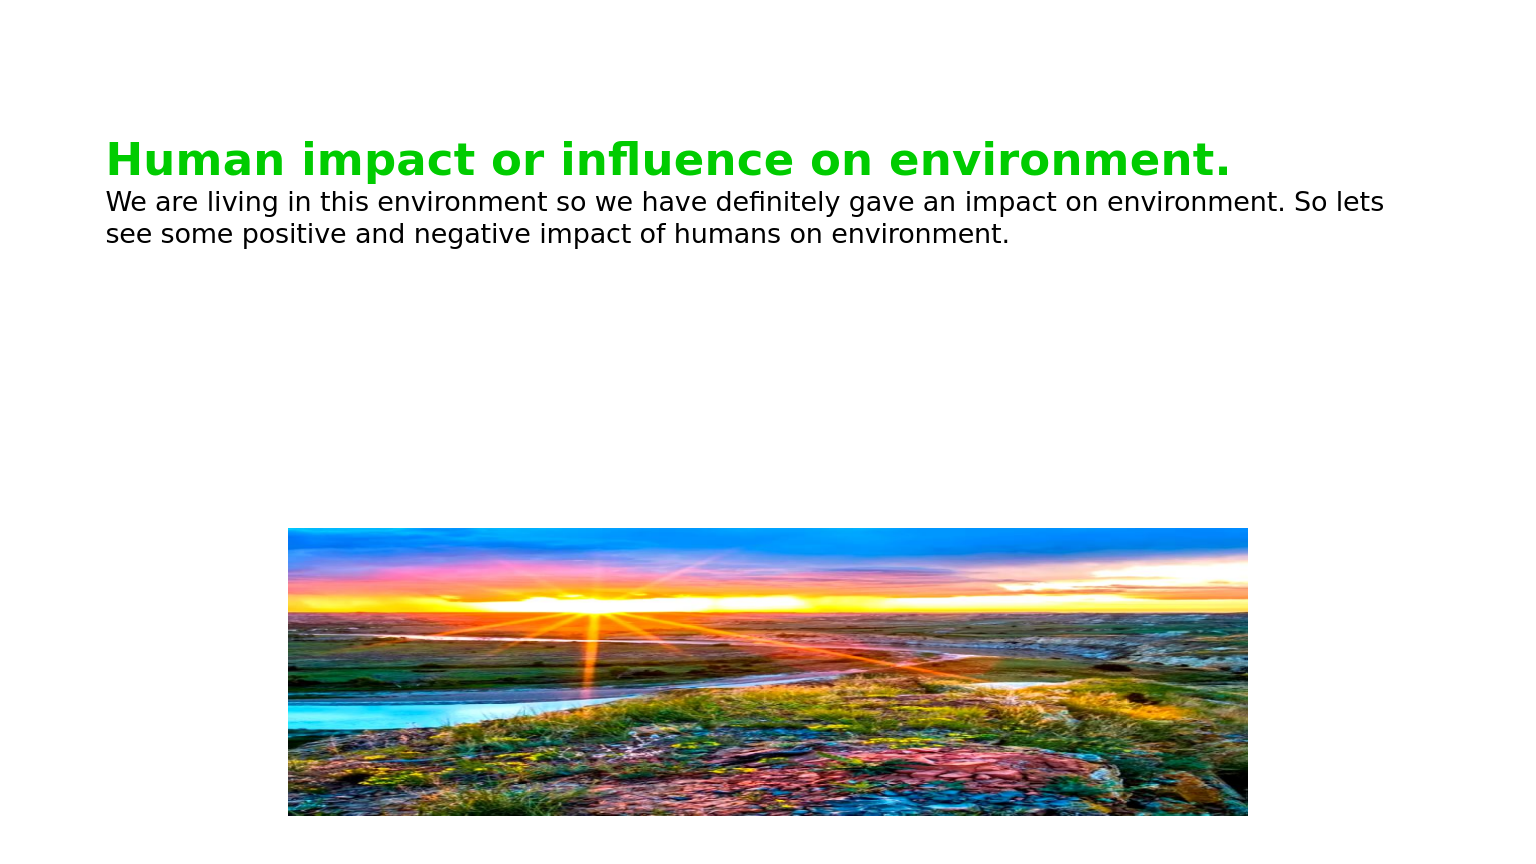 Human impact or influence on environment.
We are living in this environment so we have definitely gave an impact on environment. So lets
see some positive and negative impact of humans on environment.